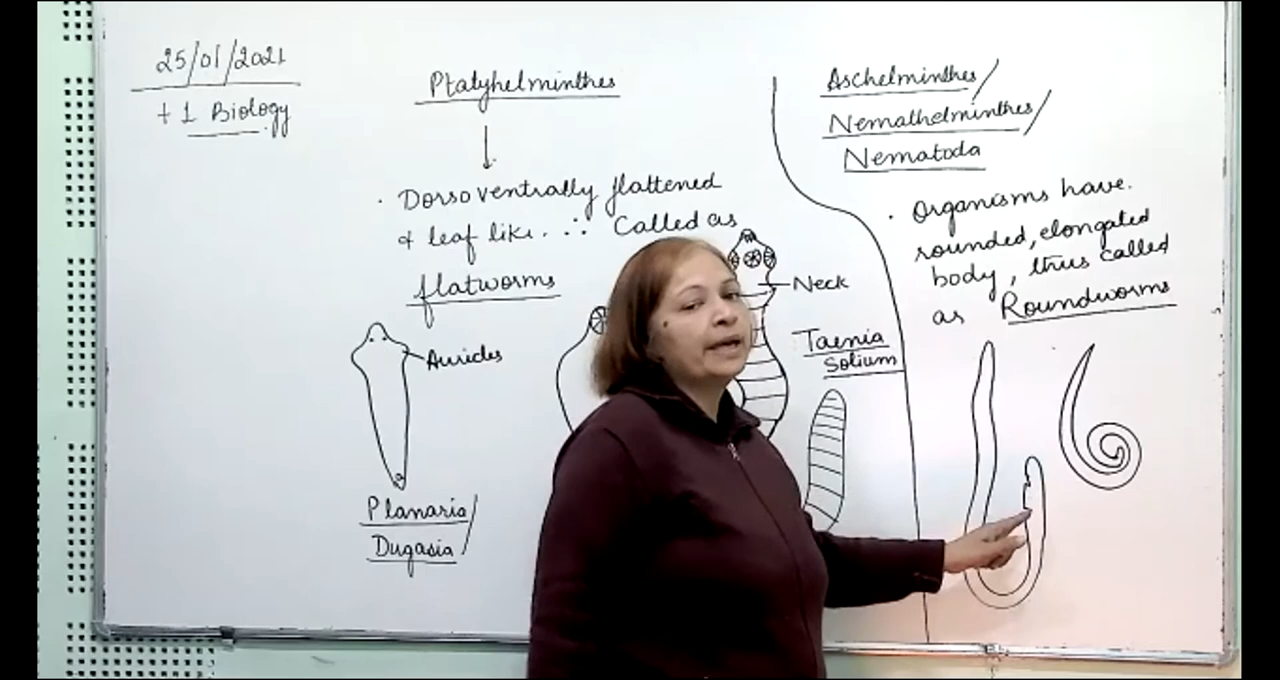 25/01/2021
+1 Biology
Platyhelminthes
· Dorsoventrally flattened
& leaf like. ∴ Called as
flatworms
Auricles
Planaria/
Dugasia/
Neck
Taenia
Solium
Aschelminthes/
Nemathelminthes/
Nematoda
· Organisms have.
rounded, elongated
body, thus called
as Roundworms